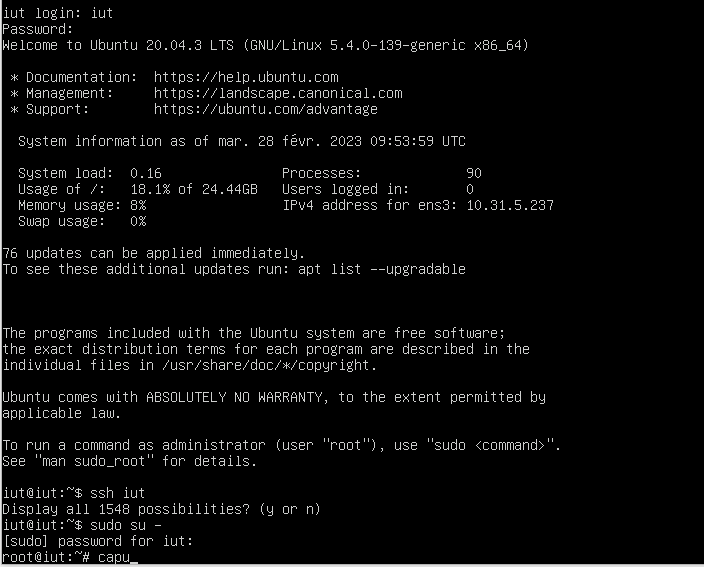 iut login: iut
Password:
Welcome to Ubuntu 20.04.3 LTS (GNU/Linux 5.4.0-139-generic x86_64)
* Documentation:  https://help.ubuntu.com
* Management:     https://landscape.canonical.com
* Support:        https://ubuntu.com/advantage
System information as of mar. 28 févr. 2023 09:53:59 UTC
System load:  0.16               Processes:             90
Usage of /:   18.1% of 24.44GB   Users logged in:       0
Memory usage: 8%                 IPv4 address for ens3: 10.31.5.237
Swap usage:   0%
76 updates can be applied immediately.
To see these additional updates run: apt list --upgradable
The programs included with the Ubuntu system are free software;
the exact distribution terms for each program are described in the
individual files in /usr/share/doc/*/copyright.
Ubuntu comes with ABSOLUTELY NO WARRANTY, to the extent permitted by
applicable law.
To run a command as administrator (user "root"), use "sudo <command>".
See "man sudo_root" for details.
iut@iut:~$ ssh iut
Display all 1548 possibilities? (y or n)
iut@iut:~$ sudo su -
[sudo] password for iut:
root@iut:~# capu_